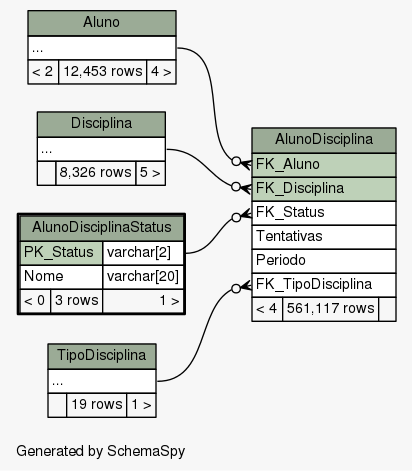 Aluno
...
< 2 12,453 rows 4 >
Disciplina
...
8,326 rows 5 >
AlunoDisciplinaStatus
PK_Status varchar[2]
Nome varchar[20]
< 0 3 rows 1 >
TipoDisciplina
...
19 rows 1 >
AlunoDisciplina
FK_Aluno
FK_Disciplina
FK_Status
Tentativas
Periodo
FK_TipoDisciplina
< 4 561,117 rows
Generated by SchemaSpy